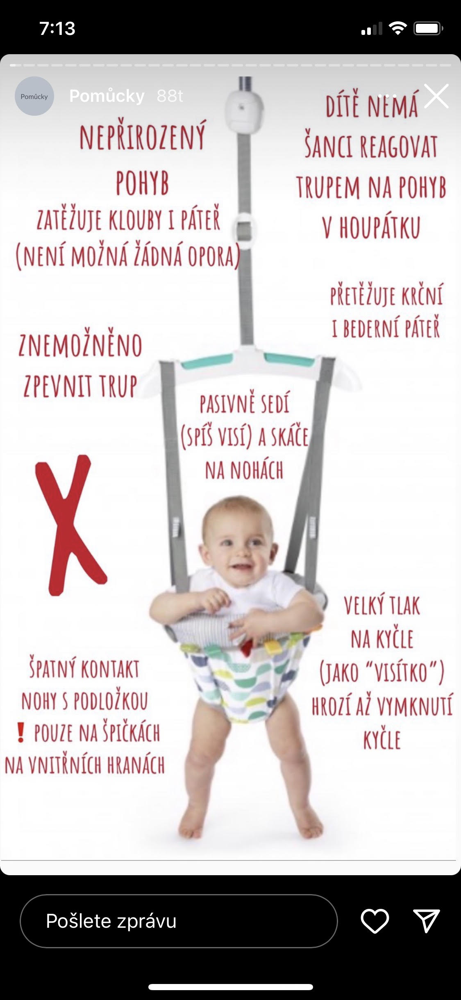 7:13
Pomůcky
Pomůcky 88t
NEPŘIROZENÝ
POHYB
ZATĚŽUJE KLOUBY I PÁTEŘ
(NENÍ MOŽNÁ ŽÁDNÁ OPORA)
DÍTĚ NEMÁ
ŠANCI REAGOVAT
TRUPEM NA POHYB
V HOUPÁTKU
PŘETĚŽUJE KRČNÍ
I BEDERNÍ PÁTEŘ
ZNEMOŽNĚNO
ZPEVNIT TRUP
PASIVNĚ SEDÍ
(SPÍŠ VISÍ) A SKÁČE
NA NOHÁCH
X
VELKÝ TLAK
NA KYČLE
(JAKO “VISÍTKO”)
HROZÍ AŽ VYMKNUTÍ
KYČLE
ŠPATNÝ KONTAKT
NOHY S PODLOŽKOU
❗ POUZE NA ŠPIČKÁCH
NA VNITŘNÍCH HRANÁCH
Pošlete zprávu